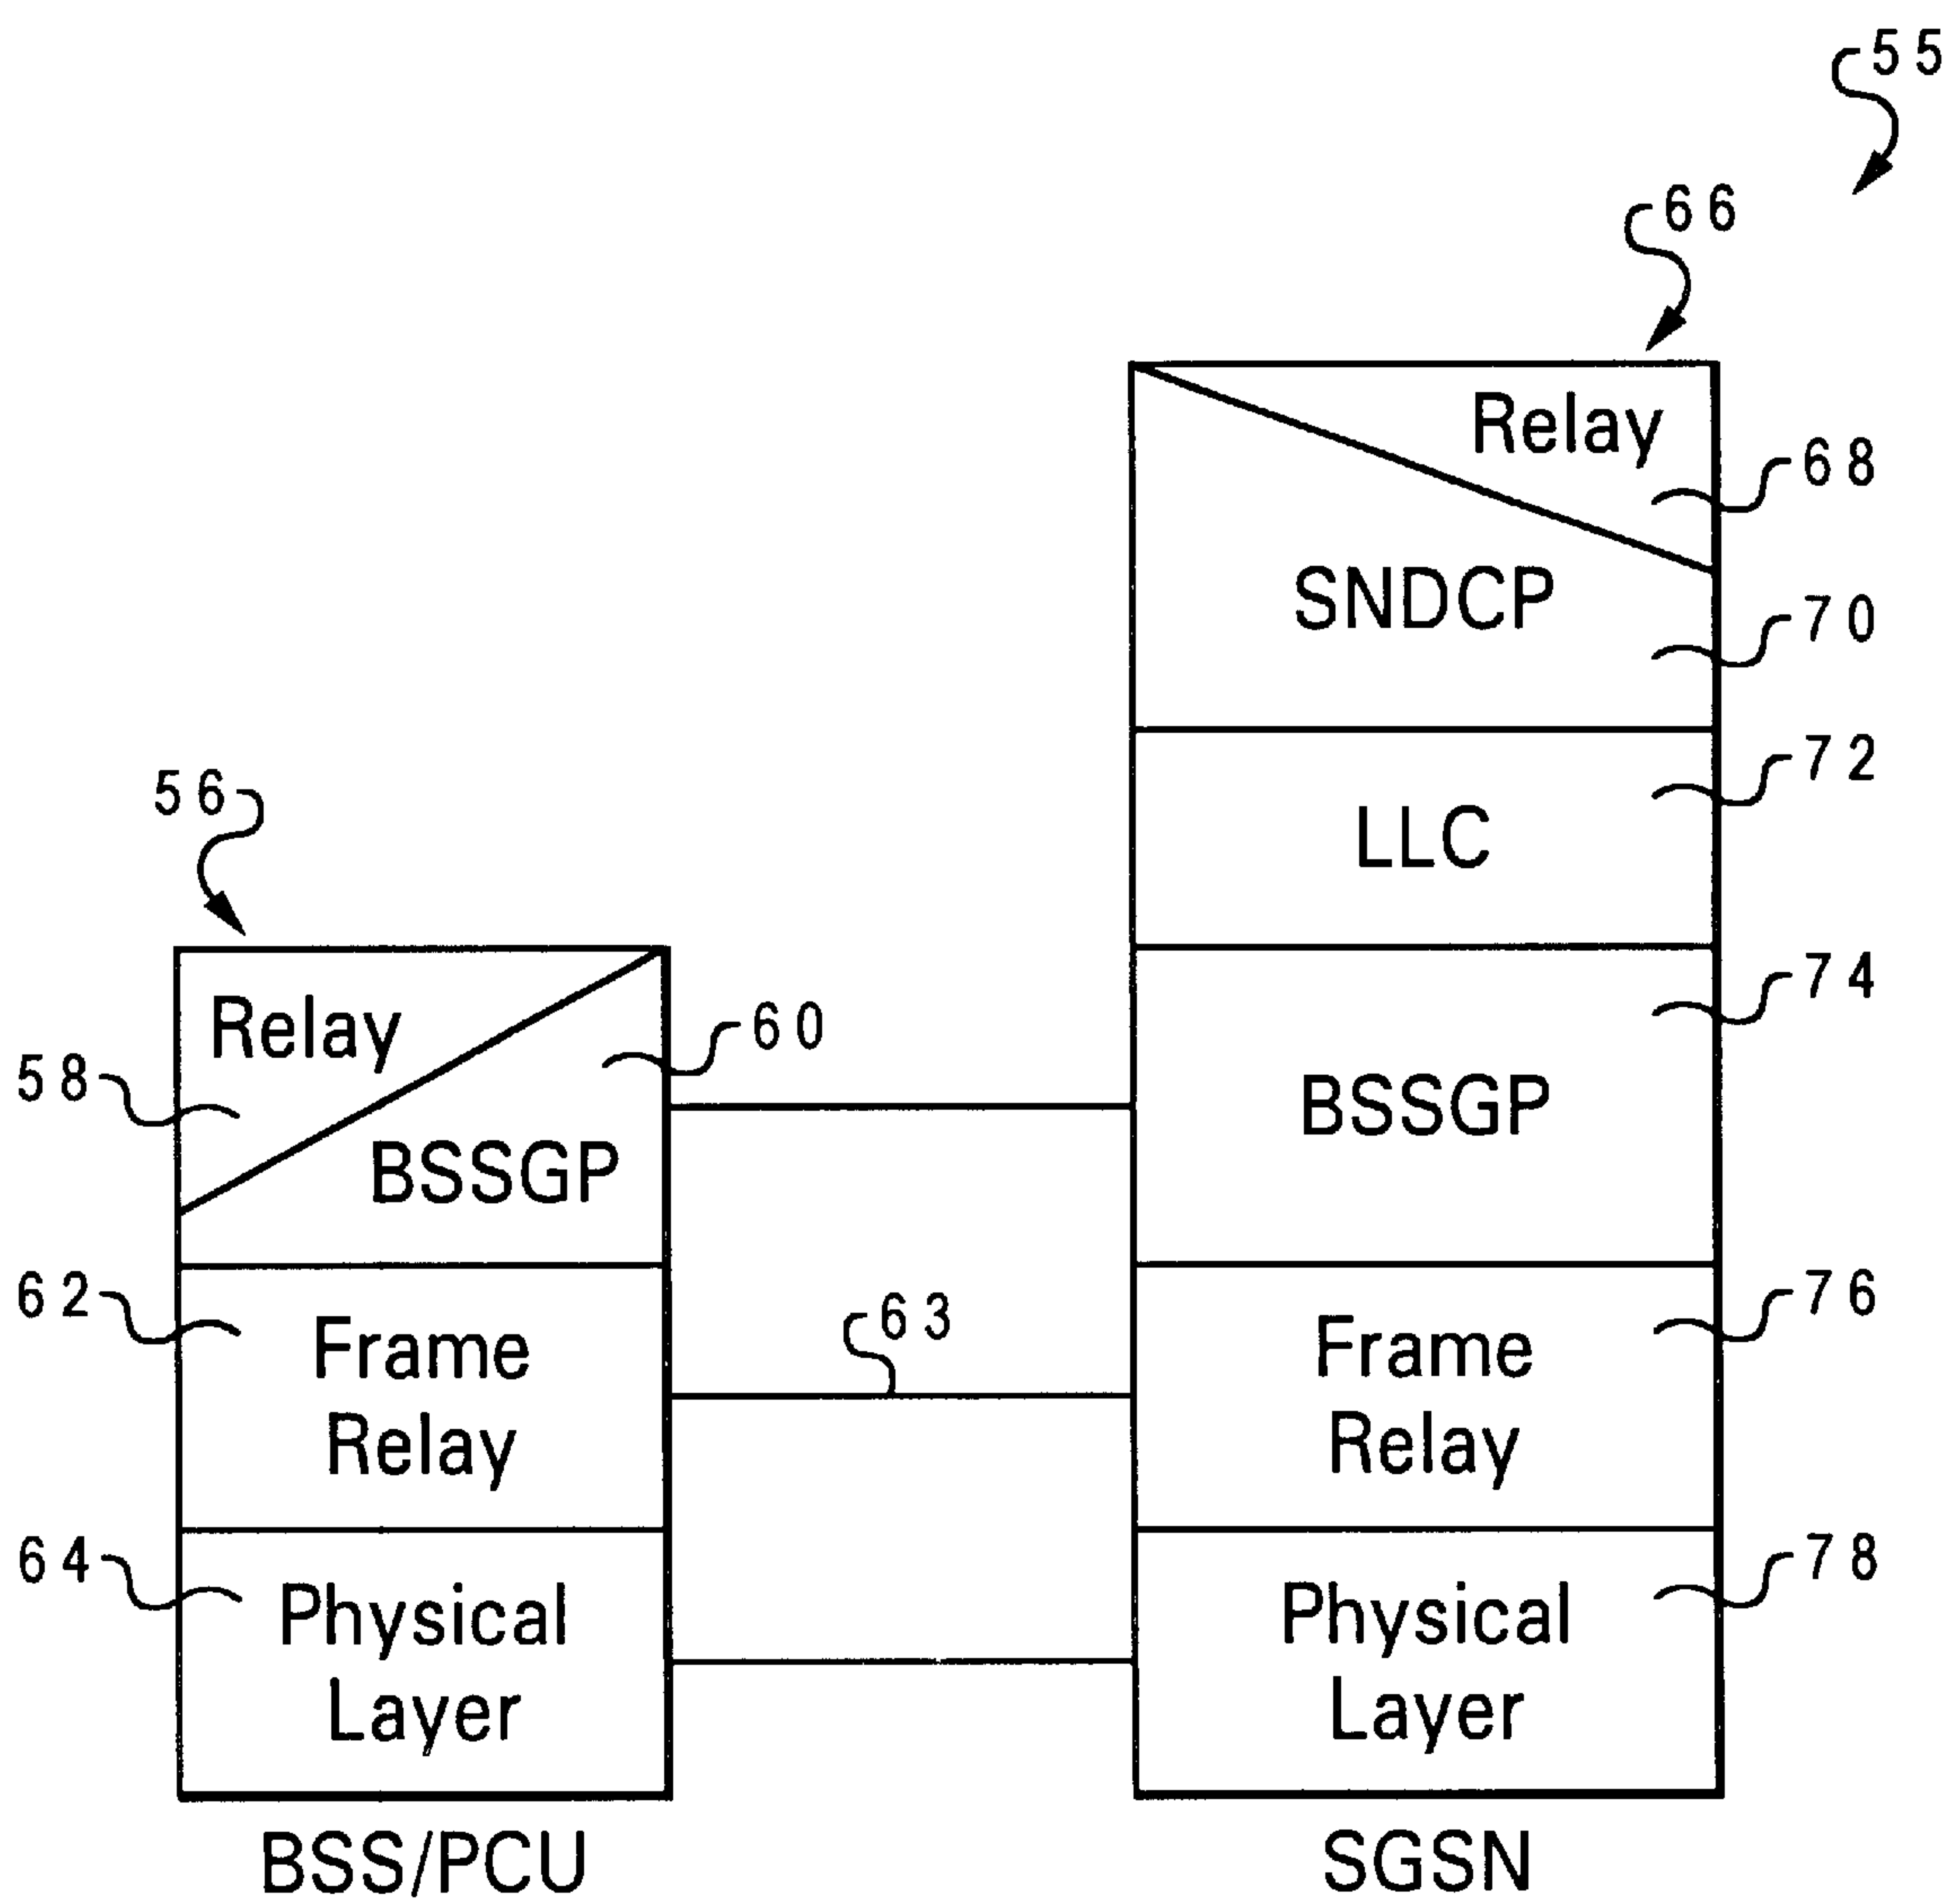 55
66
Relay
68
SNDCP
70
72
LLC
56
74
Relay
60
58
BSSGP
BSSGP
62
76
63
Frame
Relay
Frame
Relay
64
78
Physical
Layer
Physical
Layer
BSS/PCU
SGSN